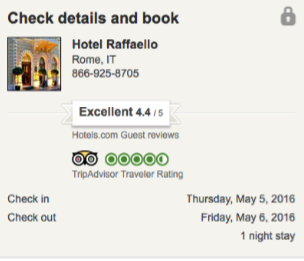 Check details and book
Hotel Raffaello
Rome, IT
866-925-8705
Excellent 4.4 / 5
Hotels.com Guest reviews
TripAdvisor Traveler Rating
Check in Thursday, May 5, 2016
Check out Friday, May 6, 2016
1 night stay